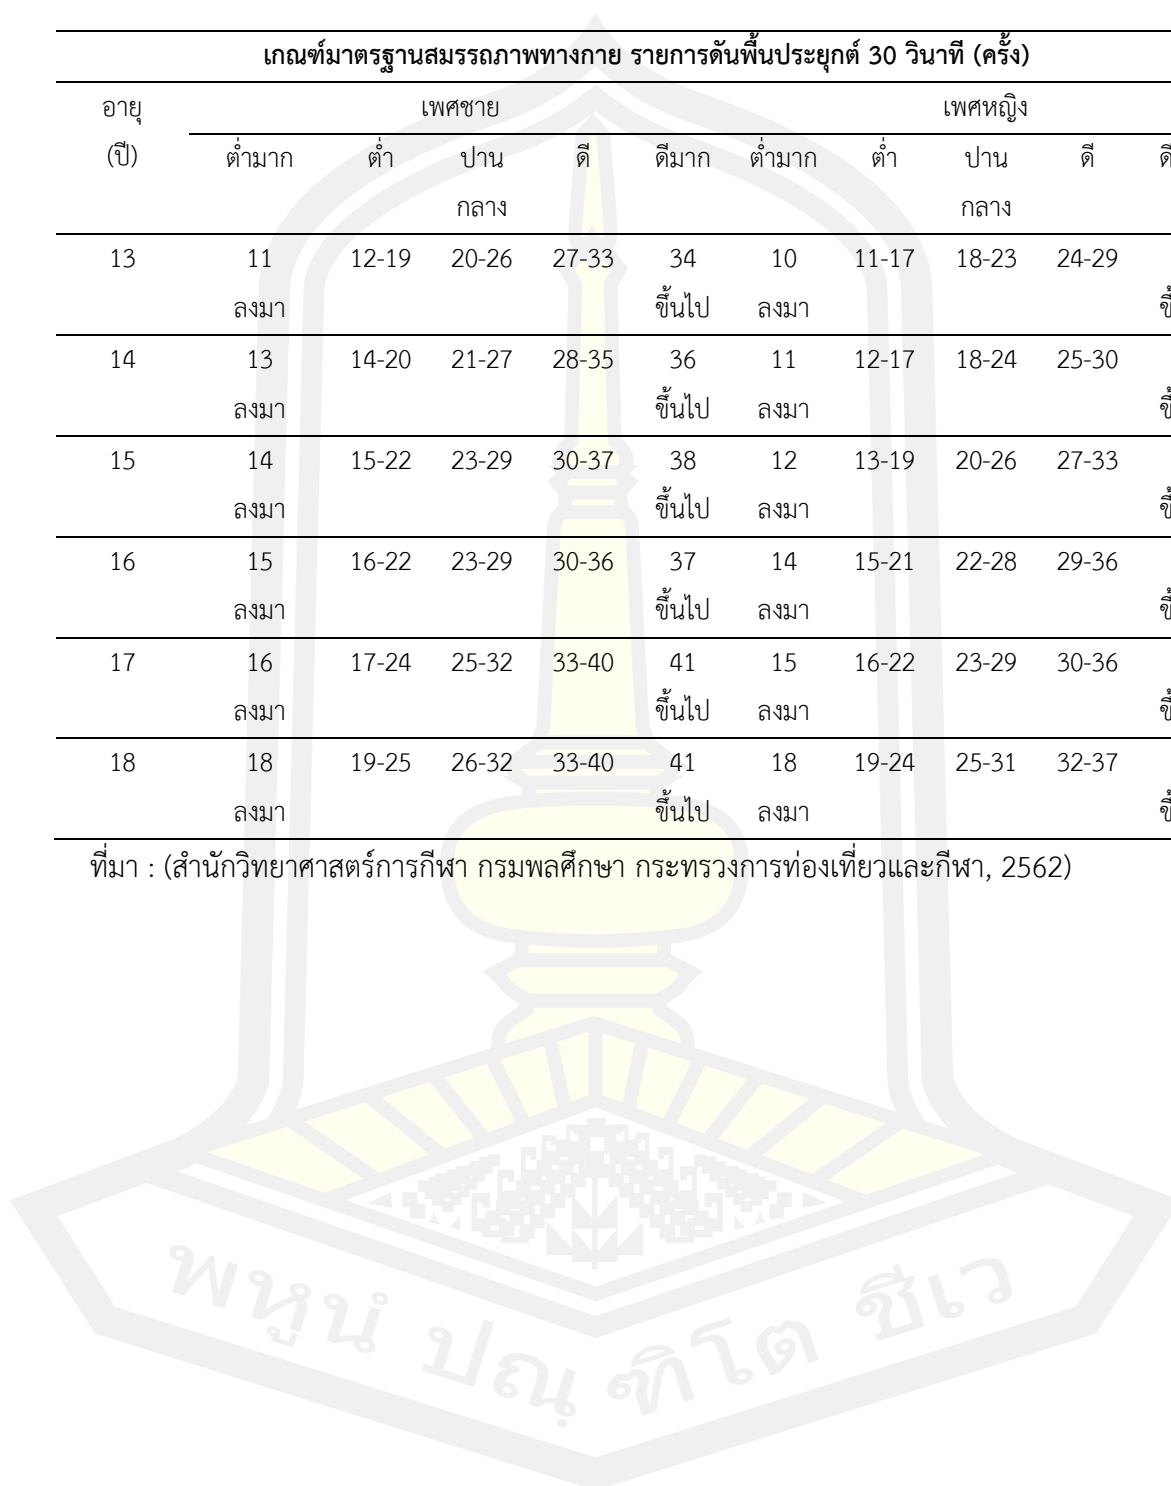 เกณฑ์มาตรฐานสมรรถภาพทางกาย รายการดันพื้นประยุกต์ 30 วินาที (ครั้ง)
อายุ เพศชาย เพศหญิง
(ปี) ต่ำมาก ต่ำ ปาน ดี ดีมาก ต่ำมาก ต่ำ ปาน ดี
กลาง กลาง
13 11 12-19 20-26 27-33 34 10 11-17 18-23 24-29
ลงมา ขึ้นไป ลงมา
14 13 14-20 21-27 28-35 36 11 12-17 18-24 25-30
ลงมา ขึ้นไป ลงมา
15 14 15-22 23-29 30-37 38 12 13-19 20-26 27-33
ลงมา ขึ้นไป ลงมา
16 15 16-22 23-29 30-36 37 14 15-21 22-28 29-36
ลงมา ขึ้นไป ลงมา
17 16 17-24 25-32 33-40 41 15 16-22 23-29 30-36
ลงมา ขึ้นไป ลงมา
18 18 19-25 26-32 33-40 41 18 19-24 25-31 32-37
ลงมา ขึ้นไป ลงมา
ที่มา : (สำนักวิทยาศาสตร์การกีฬา กรมพลศึกษา กระทรวงการท่องเที่ยวและกีฬา, 2562)
พหูนํ ปณฺฑิโต ชีเว